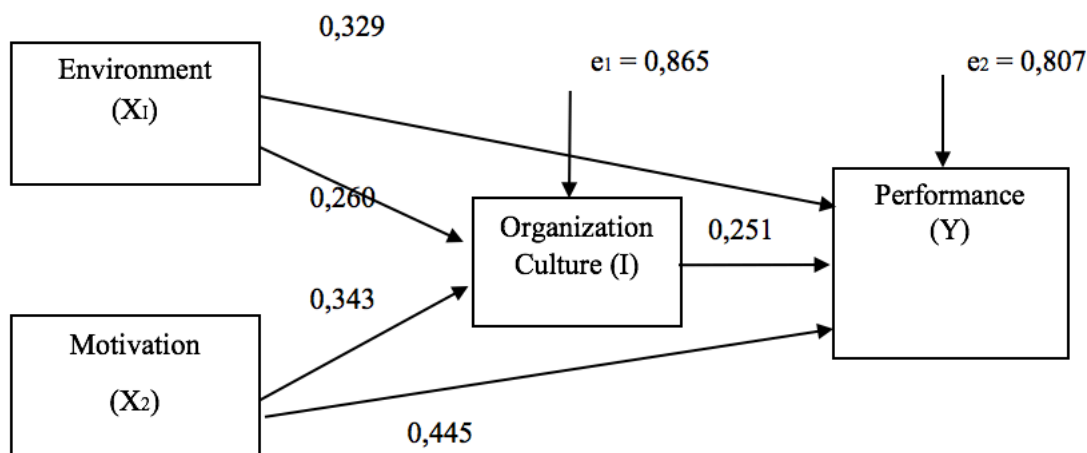 0,329
Environment
(XI)
e1 = 0,865
e2 = 0,807
0,260
Organization
Culture (I)
0,251
Performance
(Y)
0,343
Motivation
(X2)
0,445